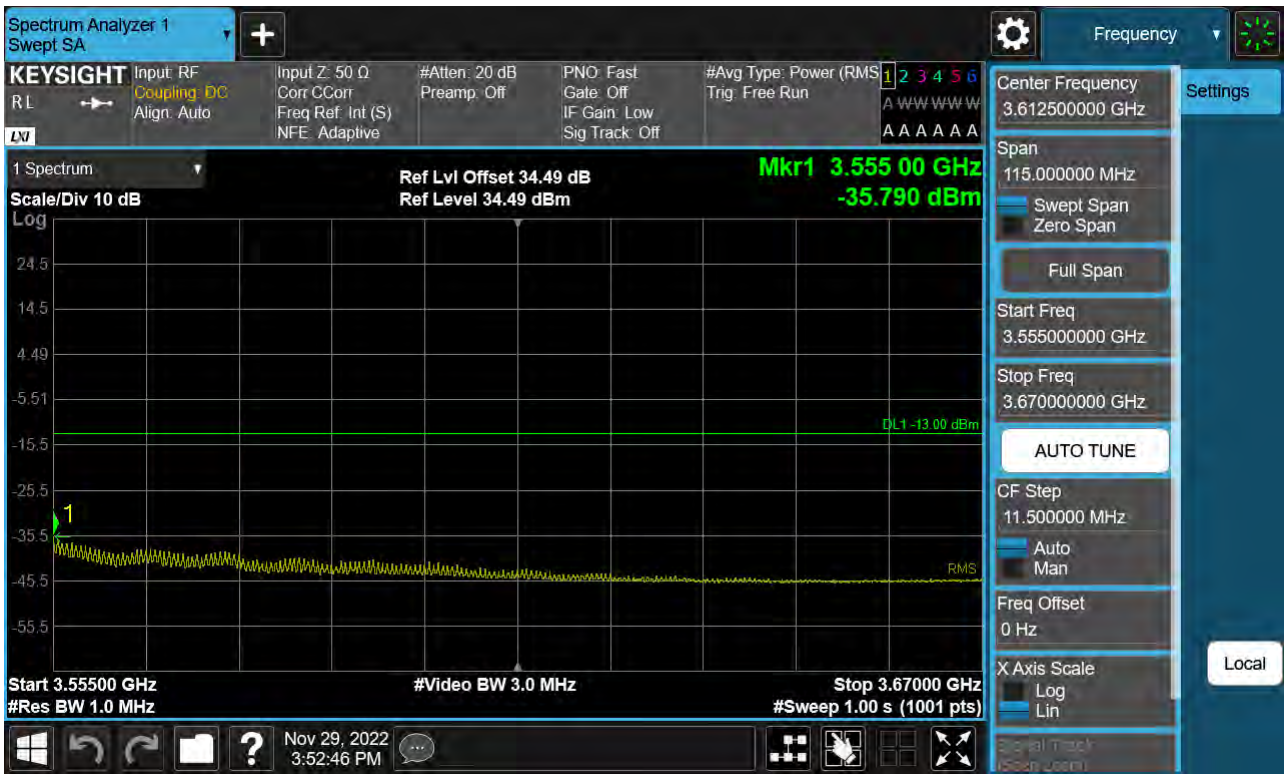 Spectrum Analyzer 1
Swept SA
Frequency
KEYSIGHT
R L
LXI
Input: RF
Coupling: DC
Align: Auto
Input Z: 50 Ω
Corr CCorr
Freq Ref: Int (S)
NFE: Adaptive
#Atten: 20 dB
Preamp: Off
PNO: Fast
Gate: Off
IF Gain: Low
Sig Track: Off
#Avg Type: Power (RMS
Trig: Free Run
1 2 3 4 5 6
A W W W W W
A A A A A A
1 Spectrum
Scale/Div 10 dB
Log
Ref Lvl Offset 34.49 dB
Ref Level 34.49 dBm
Mkr1 3.555 00 GHz
-35.790 dBm
24.5
14.5
4.49
-5.51
DL1 -13.00 dBm
-15.5
-25.5
1
-35.5
RMS
-45.5
-55.5
Start 3.55500 GHz
#Res BW 1.0 MHz
#Video BW 3.0 MHz
Stop 3.67000 GHz
#Sweep 1.00 s (1001 pts)
Nov 29, 2022
3:52:46 PM
Center Frequency
3.612500000 GHz
Span
115.000000 MHz
Swept Span
Zero Span
Full Span
Start Freq
3.555000000 GHz
Stop Freq
3.670000000 GHz
AUTO TUNE
CF Step
11.500000 MHz
Auto
Man
Freq Offset
0 Hz
X Axis Scale
Log
Lin
Signal Track
(Span Zoom)
Settings
Local